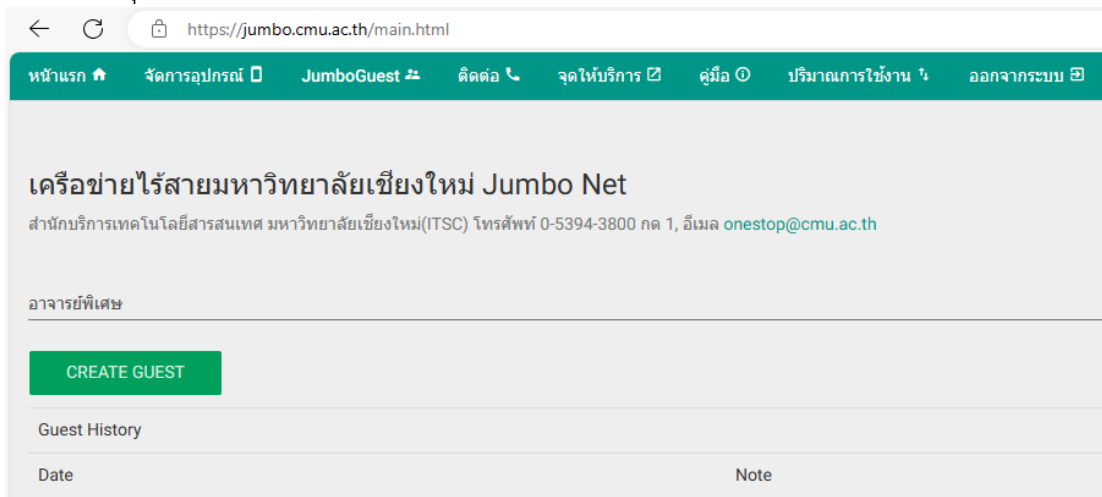 https://jumbo.cmu.ac.th/main.html
หน้าแรก จัดการอุปกรณ์ JumboGuest ติดต่อ จุดให้บริการ คู่มือ ปริมาณการใช้งาน ออกจากระบบ
เครือข่ายไร้สายมหาวิทยาลัยเชียงใหม่ Jumbo Net
สำนักบริการเทคโนโลยีสารสนเทศ มหาวิทยาลัยเชียงใหม่(ITSC) โทรศัพท์ 0-5394-3800 กด 1, อีเมล onestop@cmu.ac.th
อาจารย์พิเศษ
CREATE GUEST
Guest History
Date Note